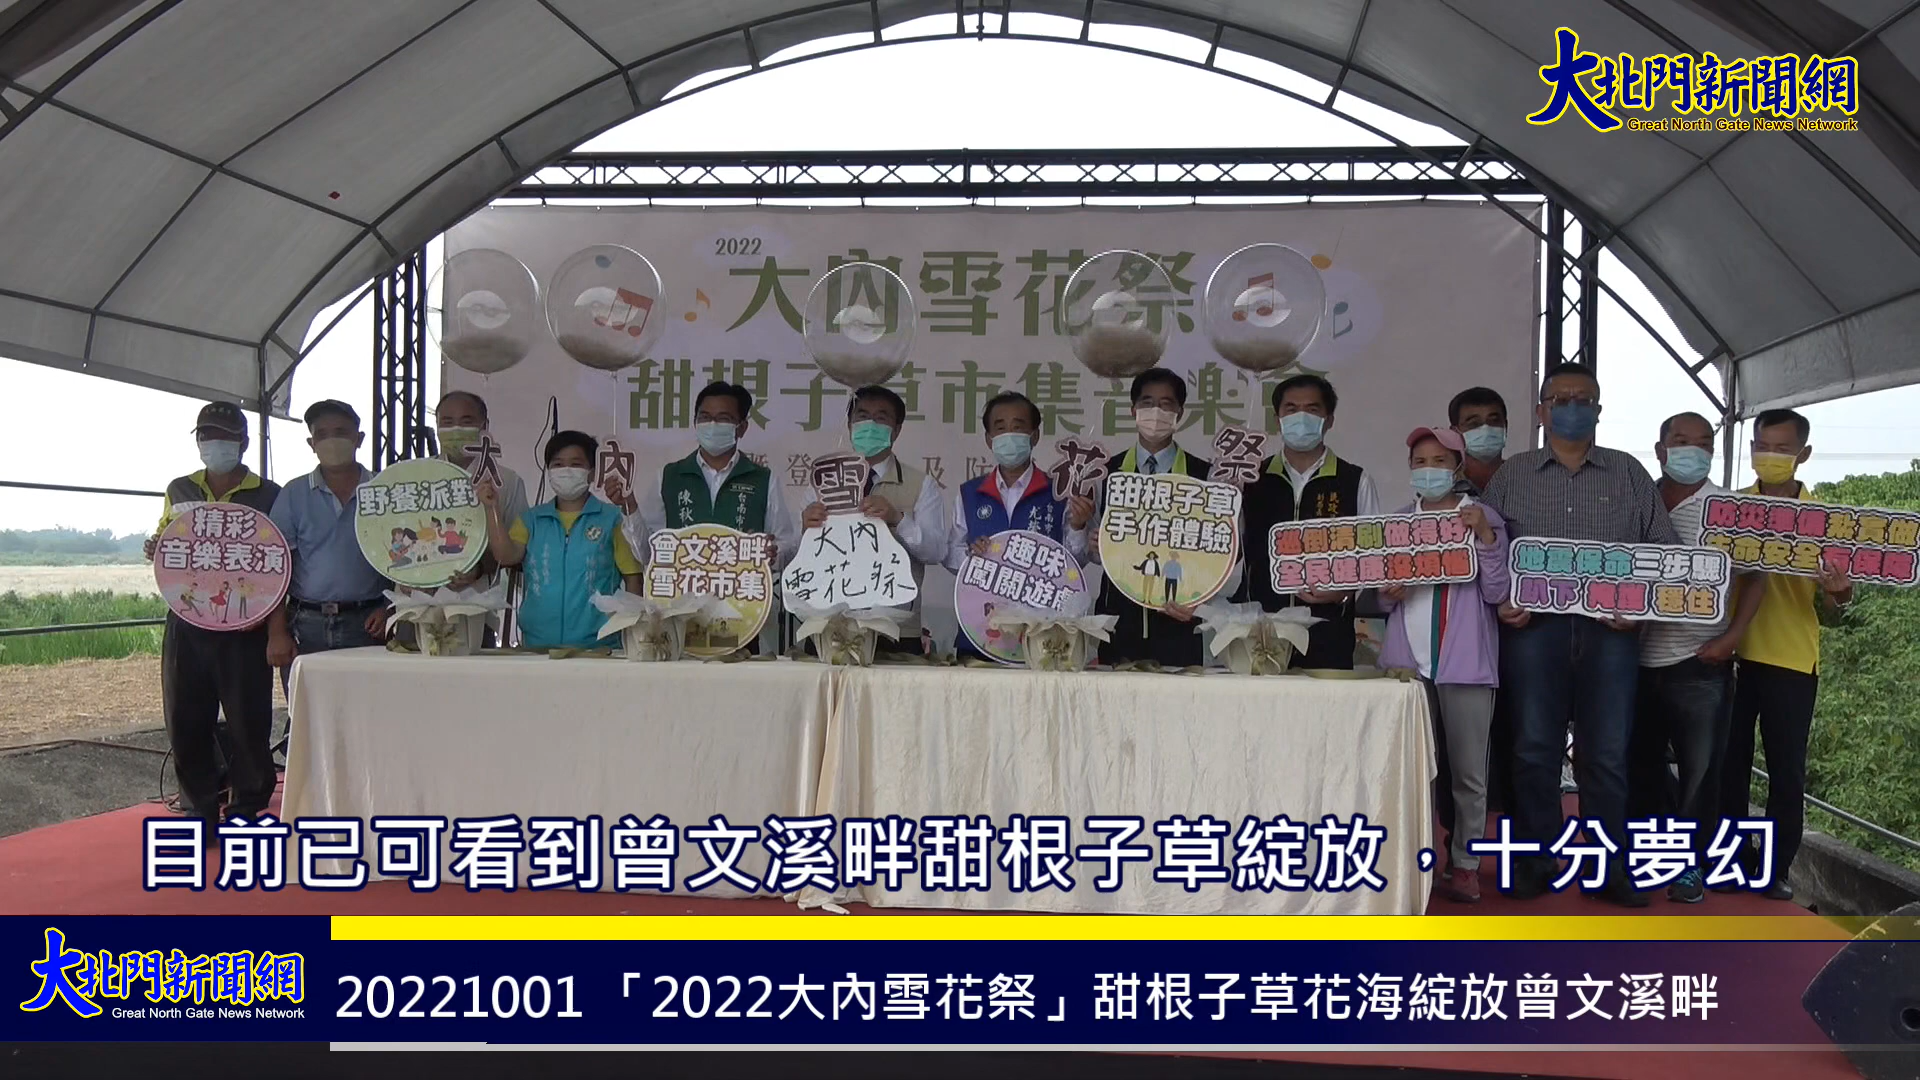 大北門新聞網
Great North Gate News Network
2022
大內雪花祭
甜根子草市集音樂會
大 內 雪 花 祭
精彩
音樂表演
野餐派對
曾文溪畔
雪花市集
大內
雪花祭
趣味
闖關遊戲
甜根子草
手作體驗
巡倒清刷做得好
全民健康沒煩惱
地震保命三步驟
趴下 掩護 穩住
防災準備紮實做
生命安全有保障
目前已可看到曾文溪畔甜根子草綻放，十分夢幻
大北門新聞網
Great North Gate News Network
20221001「2022大內雪花祭」甜根子草花海綻放曾文溪畔